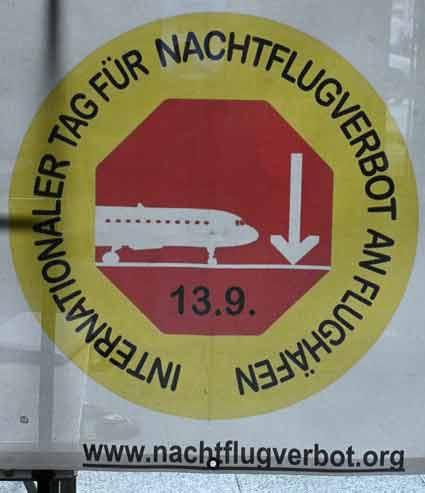 INTERNATIONALER TAG FÜR NACHTFLUGVERBOT AN FLUGHÄFEN
13.9.
www.nachtflugverbot.org